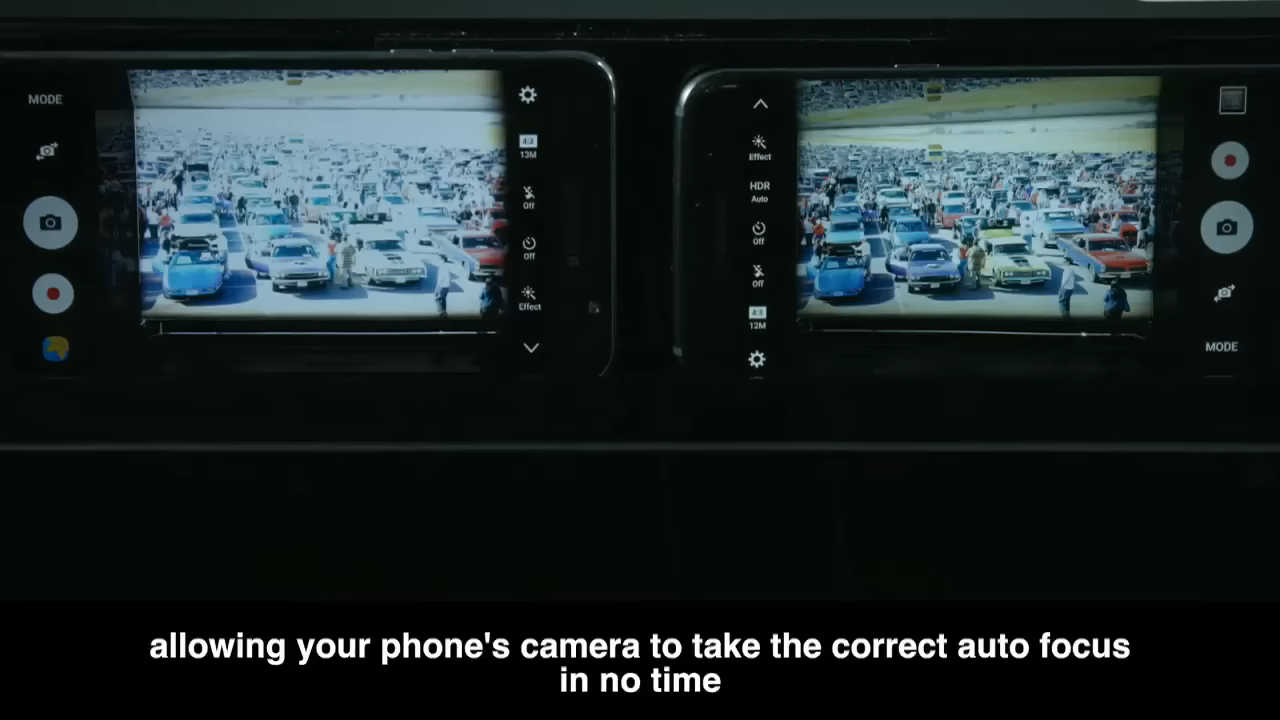 MODE
4:3
13M
Off
Off
Effect
Effect
HDR
Auto
Off
Off
4:3
12M
MODE
allowing your phone's camera to take the correct auto focus
in no time